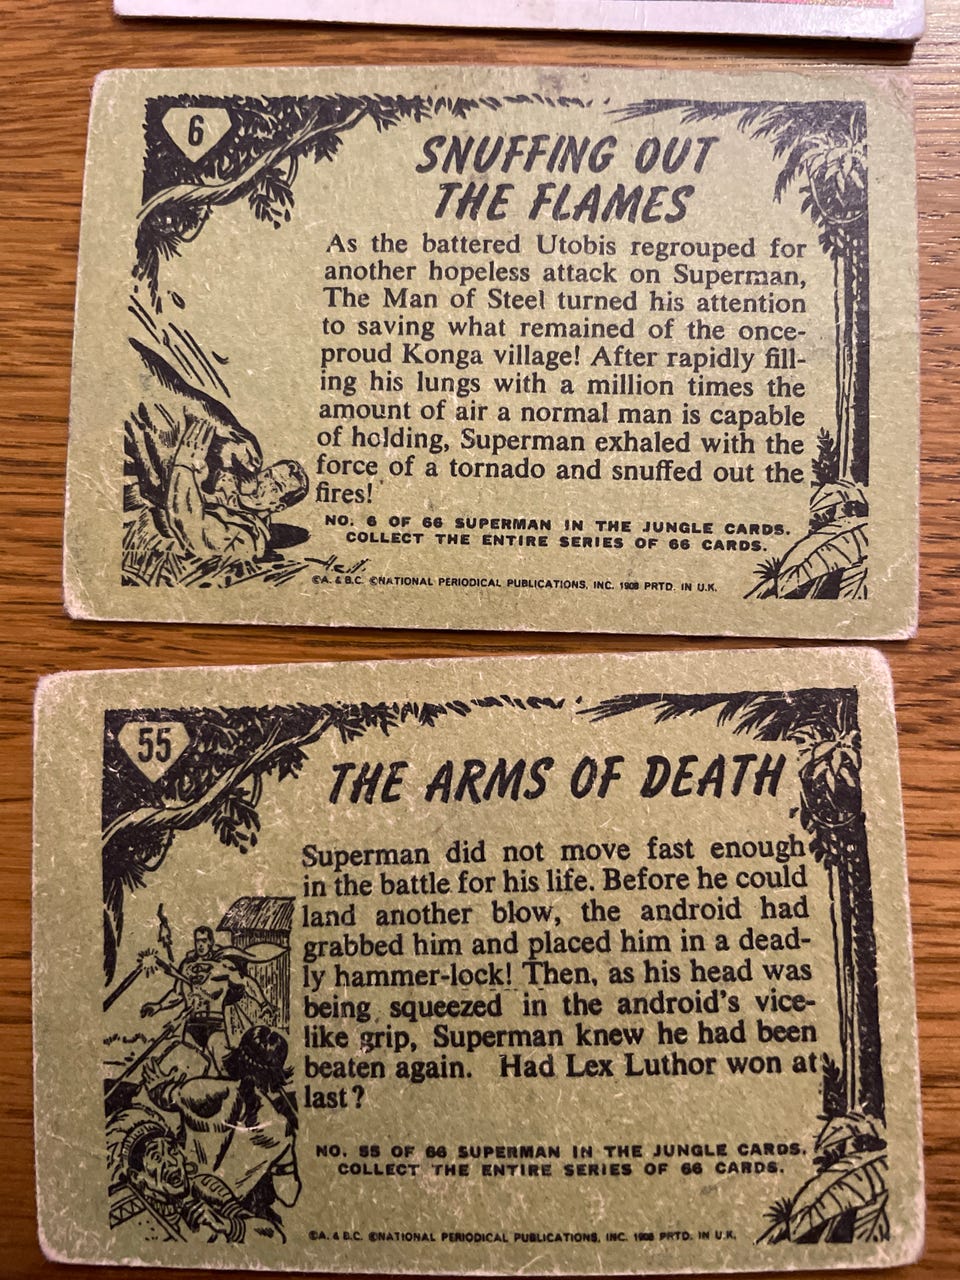 6
SNUFFING OUT
THE FLAMES
As the battered Utobis regrouped for
another hopeless attack on Superman,
The Man of Steel turned his attention
to saving what remained of the once-
proud Konga village! After rapidly fill-
ing his lungs with a million times the
amount of air a normal man is capable
of holding, Superman exhaled with the
force of a tornado and snuffed out the
fires!
NO. 6 OF 66 SUPERMAN IN THE JUNGLE CARDS.
COLLECT THE ENTIRE SERIES OF 66 CARDS.
©A. & B.C. ©NATIONAL PERIODICAL PUBLICATIONS, INC. 1968 PRTD. IN U.K.
55
THE ARMS OF DEATH
Superman did not move fast enough
in the battle for his life. Before he could
land another blow, the android had
grabbed him and placed him in a dead-
ly hammer-lock! Then, as his head was
being squeezed in the android's vice-
like grip, Superman knew he had been
beaten again. Had Lex Luthor won at
last?
NO. 55 OF 66 SUPERMAN IN THE JUNGLE CARDS.
COLLECT THE ENTIRE SERIES OF 66 CARDS.
©A. & B.C. ©NATIONAL PERIODICAL PUBLICATIONS, INC. 1968 PRTD. IN U.K.